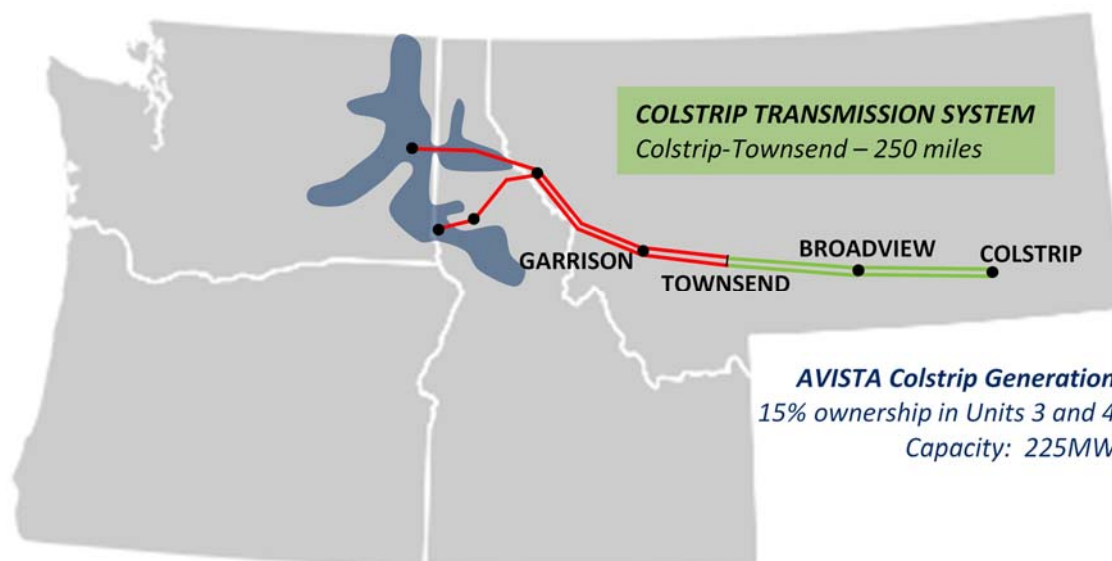 COLSTRIP TRANSMISSION SYSTEM
Colstrip-Townsend – 250 miles
BROADVIEW
COLSTRIP
GARRISON
TOWNSEND
AVISTA Colstrip Generation
15% ownership in Units 3 and 4
Capacity: 225MW